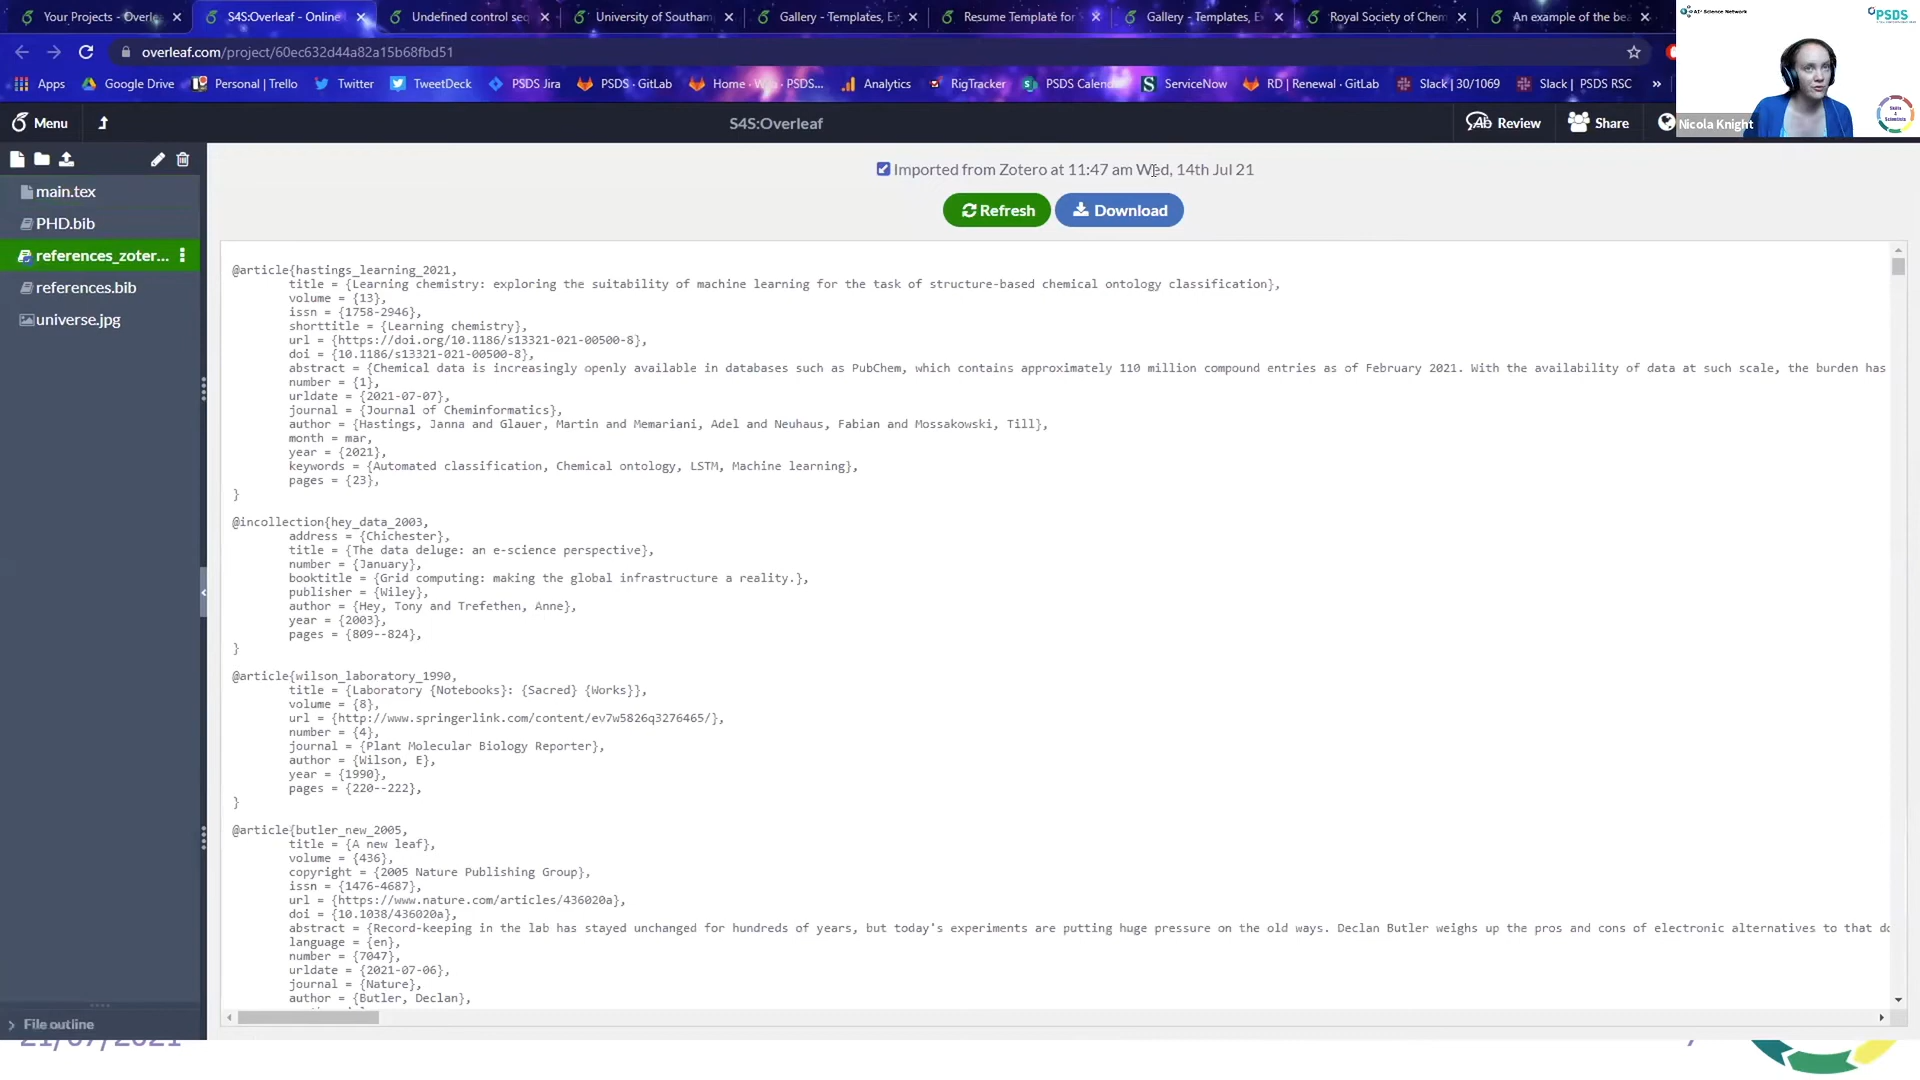 Your Projects - Overle
S4S:Overleaf - Online
Undefined control seq
University of Southam
Gallery - Templates, Ex
Resume Template for
Gallery - Templates, Ex
Royal Society of Chem
An example of the bea
overleaf.com/project/60ec632d44a82a15b68fbd51
Apps
Google Drive
Personal | Trello
Twitter
TweetDeck
PSDS Jira
PSDS · GitLab
Home · Wiki · PSDS...
Analytics
RigTracker
PSDS Calenda
ServiceNow
RD | Renewal · GitLab
Slack | 30/1069
Slack | PSDS RSC
»
AI³ Science Network
PSDS
Nicola Knight
Menu
S4S:Overleaf
Review
Share
main.tex
PHD.bib
references_zoter...
references.bib
universe.jpg
File outline
Imported from Zotero at 11:47 am Wed, 14th Jul 21
Refresh
Download
@article{hastings_learning_2021,
title = {Learning chemistry: exploring the suitability of machine learning for the task of structure-based chemical ontology classification},
volume = {13},
issn = {1758-2946},
shorttitle = {Learning chemistry},
url = {https://doi.org/10.1186/s13321-021-00500-8},
doi = {10.1186/s13321-021-00500-8},
abstract = {Chemical data is increasingly openly available in databases such as PubChem, which contains approximately 110 million compound entries as of February 2021. With the availability of data at such scale, the burden has
number = {1},
urldate = {2021-07-07},
journal = {Journal of Cheminformatics},
author = {Hastings, Janna and Glauer, Martin and Memariani, Adel and Neuhaus, Fabian and Mossakowski, Till},
month = mar,
year = {2021},
keywords = {Automated classification, Chemical ontology, LSTM, Machine learning},
pages = {23},
}
@incollection{hey_data_2003,
address = {Chichester},
title = {The data deluge: an e-science perspective},
number = {January},
booktitle = {Grid computing: making the global infrastructure a reality.},
publisher = {Wiley},
author = {Hey, Tony and Trefethen, Anne},
year = {2003},
pages = {809--824},
}
@article{wilson_laboratory_1990,
title = {Laboratory {Notebooks}: {Sacred} {Works}},
volume = {8},
url = {http://www.springerlink.com/content/ev7w5826q3276465/},
number = {4},
journal = {Plant Molecular Biology Reporter},
author = {Wilson, E},
year = {1990},
pages = {220--222},
}
@article{butler_new_2005,
title = {A new leaf},
volume = {436},
copyright = {2005 Nature Publishing Group},
issn = {1476-4687},
url = {https://www.nature.com/articles/436020a},
doi = {10.1038/436020a},
abstract = {Record-keeping in the lab has stayed unchanged for hundreds of years, but today's experiments are putting huge pressure on the old ways. Declan Butler weighs up the pros and cons of electronic alternatives to that do
language = {en},
number = {7047},
urldate = {2021-07-06},
journal = {Nature},
author = {Butler, Declan},
21/07/2021